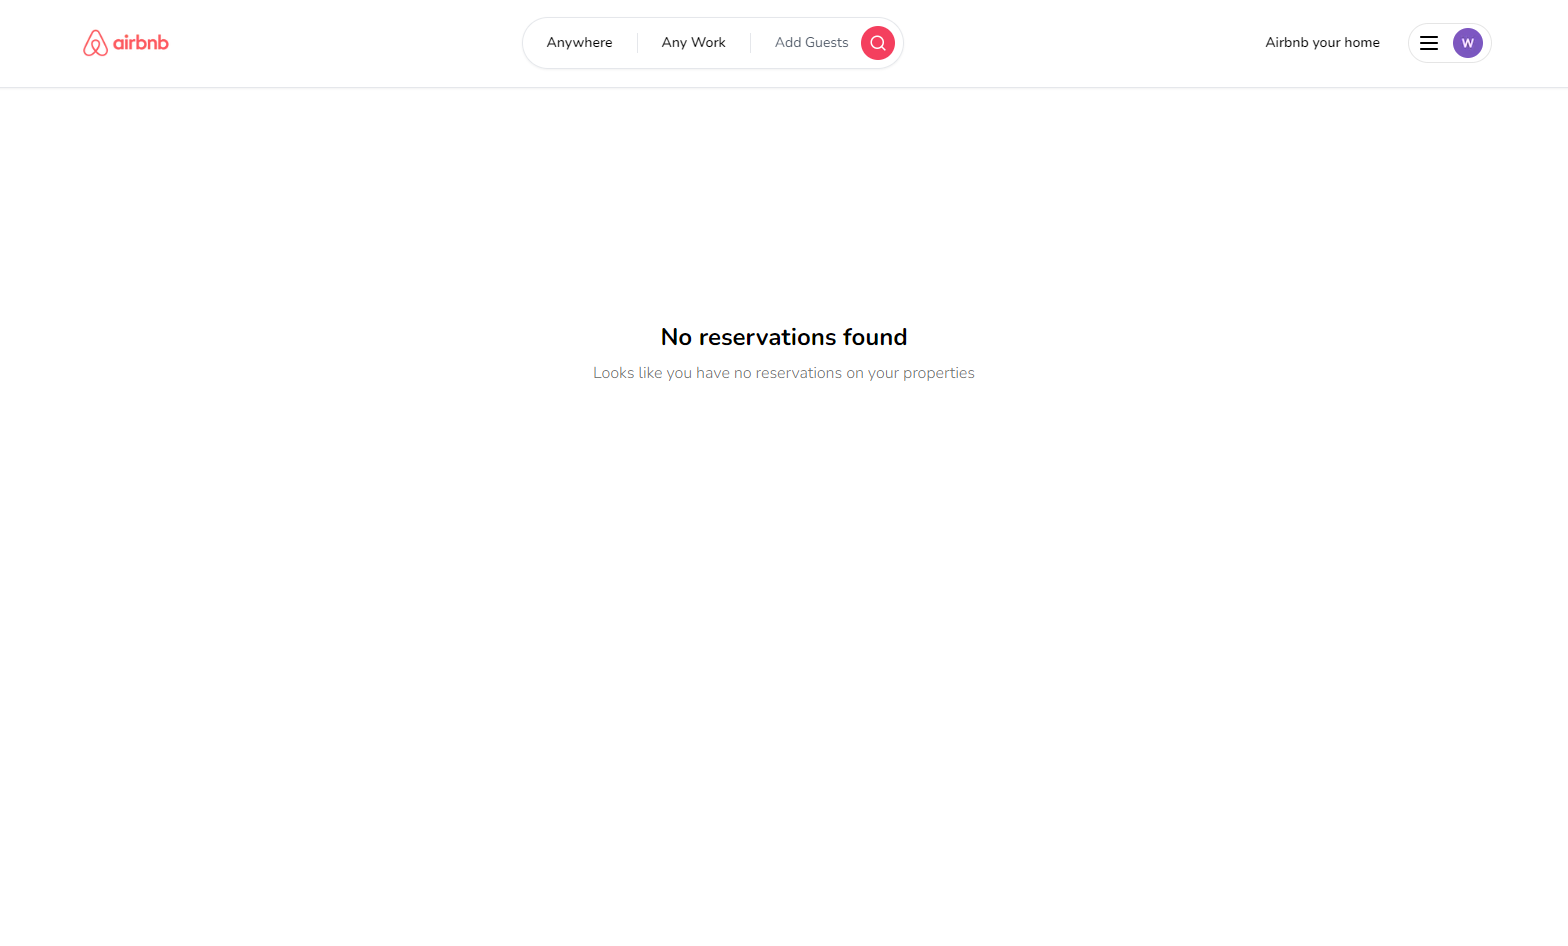 airbnb
Anywhere
Any Work
Add Guests
Airbnb your home
W
No reservations found
Looks like you have no reservations on your properties